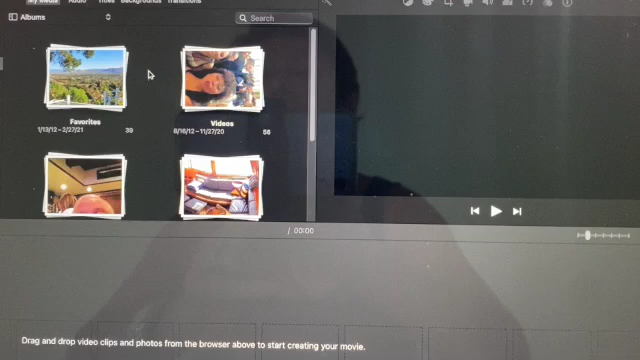 My Media Audio Titles Backgrounds Transitions
Albums
Search
Favorites
1/13/12 – 2/27/21 39
Videos
8/16/12 – 11/27/20 56
/ 00:00
Drag and drop video clips and photos from the browser above to start creating your movie.